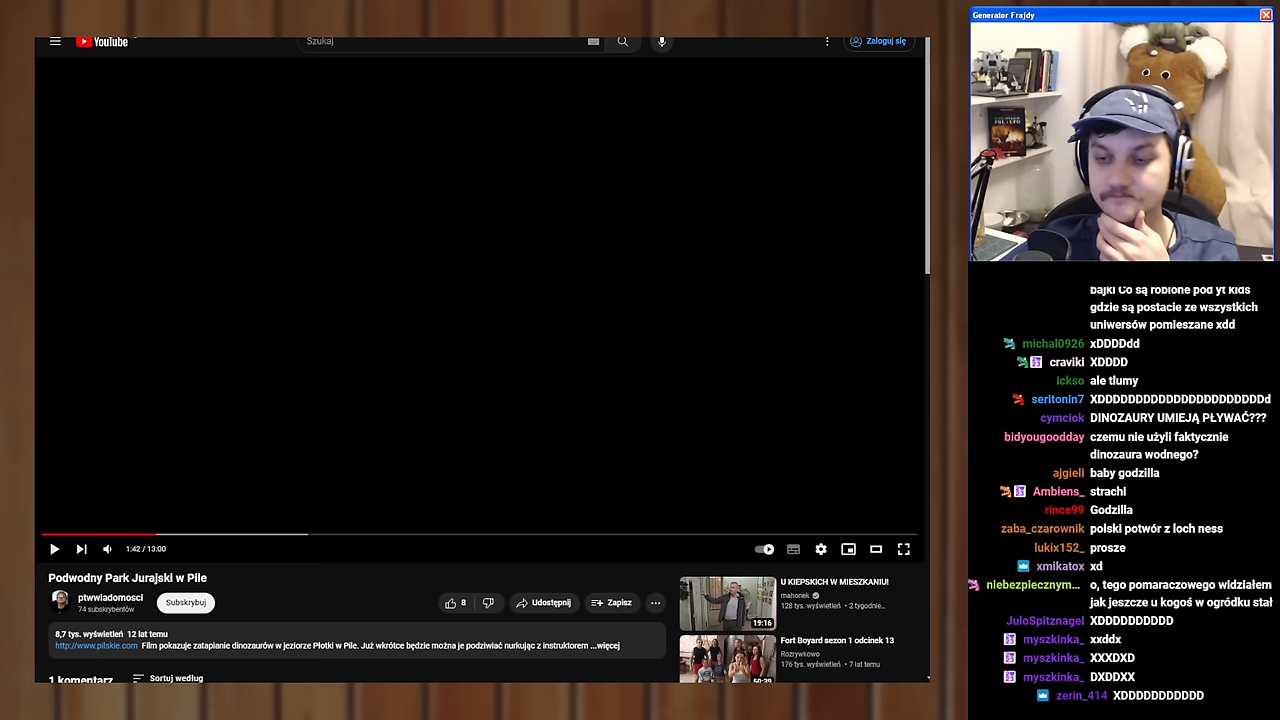 YouTube
Szukaj
Zaloguj się
1:42 / 13:00
Podwodny Park Jurajski w Pile
ptwwiadomosci
74 subskrybentów
Subskrybuj
8
Udostępnij
Zapisz
8,7 tys. wyświetleń 12 lat temu
http://www.pilskie.com Film pokazuje zatapianie dinozaurów w jeziorze Płotki w Pile. Już wkrótce będzie można je podziwiać nurkując z instruktorem ...więcej
1 komentarz
Sortuj według
19:16
U KIEPSKICH W MIESZKANIU!
mahonek
128 tys. wyświetleń • 2 tygodnie...
50:39
Fort Boyard sezon 1 odcinek 13
Rozrywkowo
176 tys. wyświetleń • 7 lat temu
Generator Frajdy
bajki Co są robione pod yt kids
gdzie są postacie ze wszystkich
uniwersów pomieszane xdd
michal0926 xDDDDdd
craviki XDDDD
ickso ale tlumy
seritonin7 XDDDDDDDDDDDDDDDDDDDDDDd
cymciok DINOZAURY UMIEJĄ PŁYWAĆ???
bidyougoodday czemu nie użyli faktycznie
dinozaura wodnego?
ajgieli baby godzilla
Ambiens_ strachi
rince99 Godzilla
zaba_czarownik polski potwór z loch ness
lukix152_ prosze
xmikatox xd
niebezpiecznym... o, tego pomaraczowego widziałem
jak jeszcze u kogoś w ogródku stał
JuloSpitznagel XDDDDDDDDDD
myszkinka_ xxddx
myszkinka_ XXXDXD
myszkinka_ DXDDXX
zerin_414 XDDDDDDDDDDD